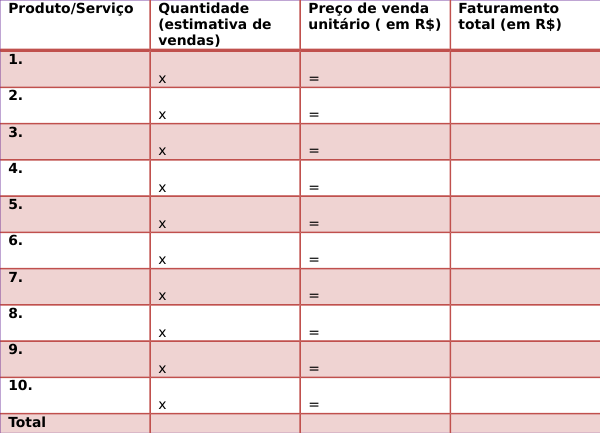 Produto/Serviço
Quantidade
(estimativa de
vendas)
Preço de venda
unitário ( em R$)
Faturamento
total (em R$)
1.
x
=
2.
x
=
3.
x
=
4.
x
=
5.
x
=
6.
x
=
7.
x
=
8.
x
=
9.
x
=
10.
x
=
Total